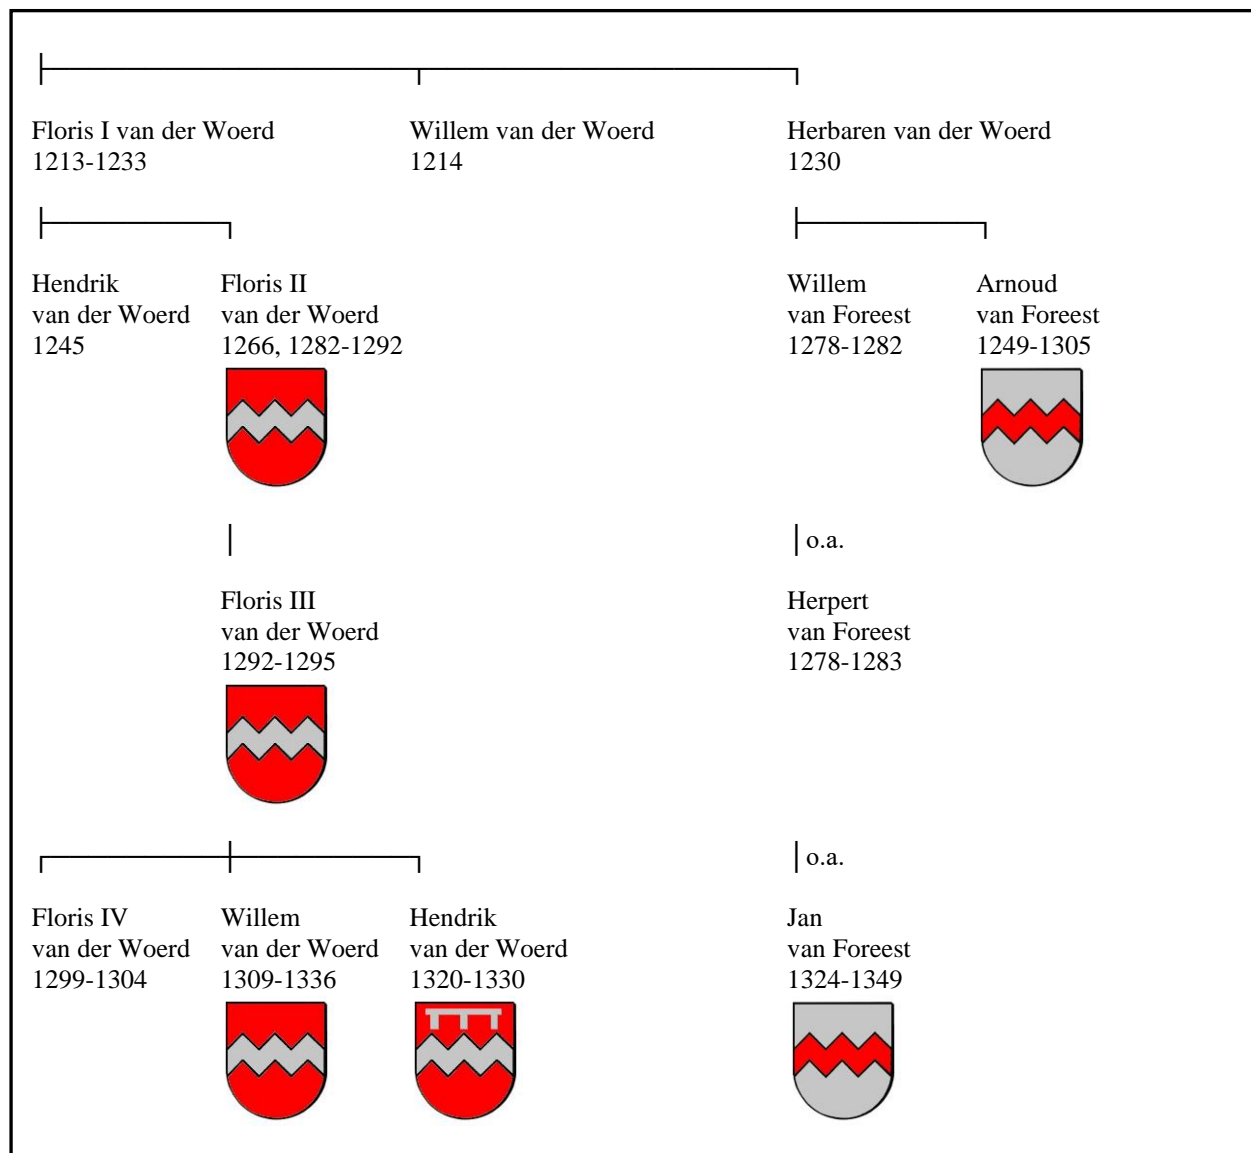 Floris I van der Woerd
1213-1233
Willem van der Woerd
1214
Herbaren van der Woerd
1230
Hendrik
van der Woerd
1245
Floris II
van der Woerd
1266, 1282-1292
Willem
van Foreest
1278-1282
Arnoud
van Foreest
1249-1305
o.a.
Floris III
van der Woerd
1292-1295
Herpert
van Foreest
1278-1283
o.a.
Floris IV
van der Woerd
1299-1304
Willem
van der Woerd
1309-1336
Hendrik
van der Woerd
1320-1330
Jan
van Foreest
1324-1349